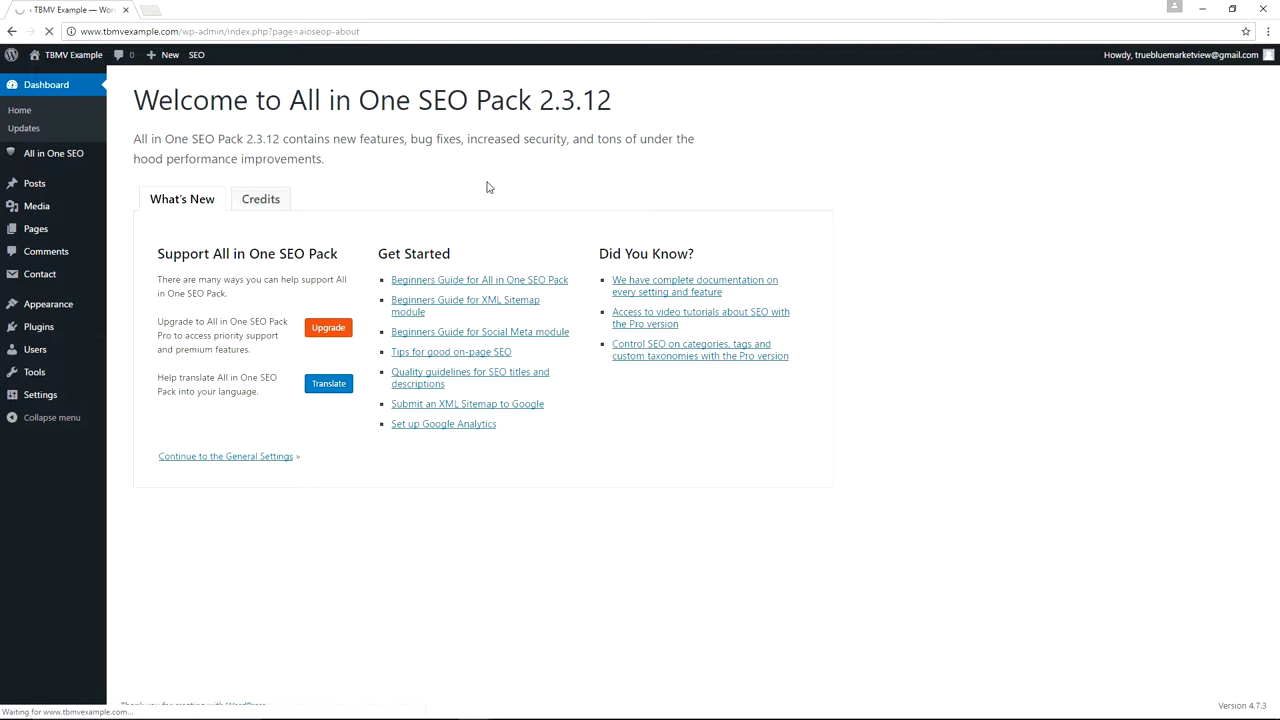 TBMV Example — Wor
www.tbmvexample.com/wp-admin/index.php?page=aioseop-about
TBMV Example 0 New SEO
Howdy, truebluemarketview@gmail.com
Dashboard
Home
Updates
All in One SEO
Posts
Media
Pages
Comments
Contact
Appearance
Plugins
Users
Tools
Settings
Collapse menu
Welcome to All in One SEO Pack 2.3.12
All in One SEO Pack 2.3.12 contains new features, bug fixes, increased security, and tons of under the
hood performance improvements.
What's New Credits
Support All in One SEO Pack
There are many ways you can help support All
in One SEO Pack.
Upgrade to All in One SEO Pack
Pro to access priority support
and premium features.
Upgrade
Help translate All in One SEO
Pack into your language.
Translate
Continue to the General Settings »
Get Started
Beginners Guide for All in One SEO Pack
Beginners Guide for XML Sitemap
module
Beginners Guide for Social Meta module
Tips for good on-page SEO
Quality guidelines for SEO titles and
descriptions
Submit an XML Sitemap to Google
Set up Google Analytics
Did You Know?
We have complete documentation on
every setting and feature
Access to video tutorials about SEO with
the Pro version
Control SEO on categories, tags and
custom taxonomies with the Pro version
Thank you for creating with WordPress
Waiting for www.tbmvexample.com...
Version 4.7.3